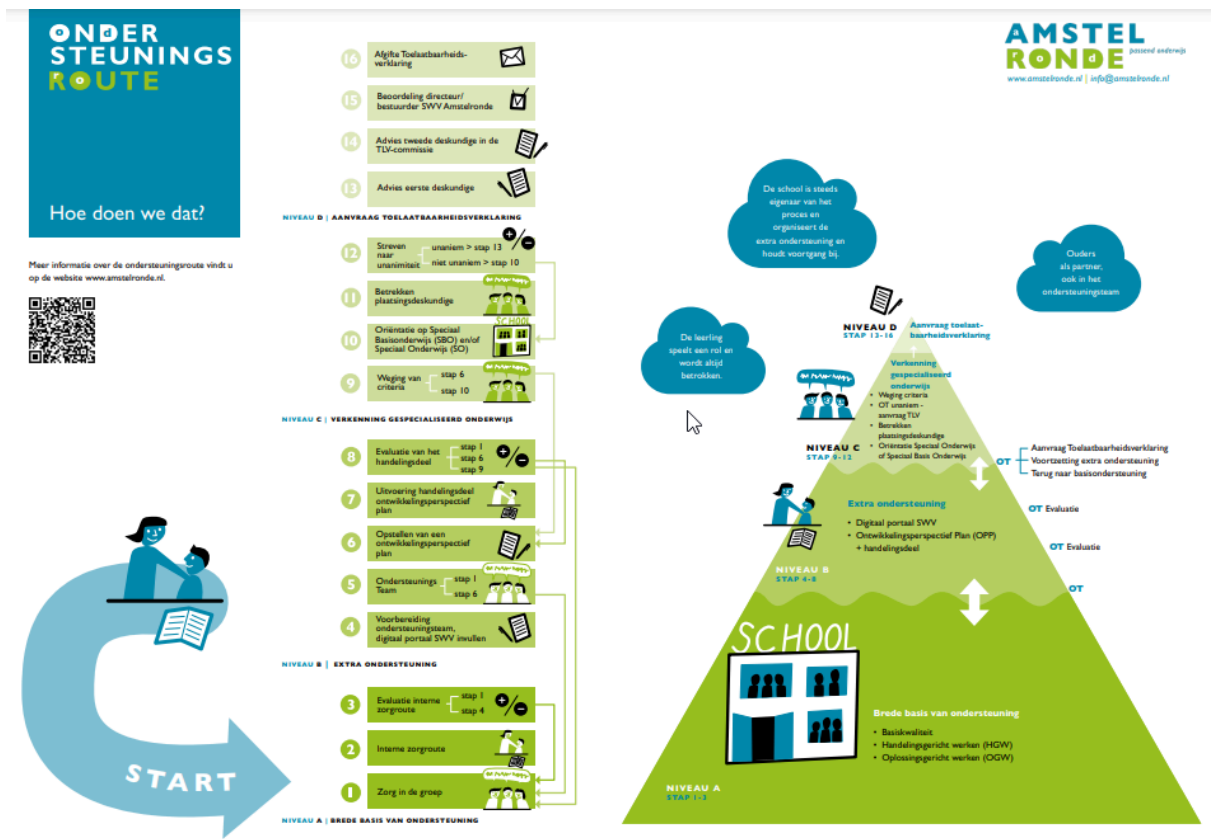 ONDER
STEUNINGS
ROUTE
Hoe doen we dat?
Meer informatie over de ondersteuningsroute vindt u
op de website www.amstelronde.nl.
START
16
Afgifte Toelaatbaarheids-
verklaring
15
Beoordeling directeur/
bestuurder SWV Amstelronde
14
Advies tweede deskundige in de
TLV-commissie
13
Advies eerste deskundige
NIVEAU D | AANVRAAG TOELAATBAARHEIDSVERKLARING
12
Streven
naar
unanimiteit
unaniem > stap 13
niet unaniem > stap 10
11
Betrekken
plaatsingsdeskundige
10
Oriëntatie op Speciaal
Basisonderwijs (SBO) en/of
Speciaal Onderwijs (SO)
SCHOOL
9
Weging van
criteria
stap 6
stap 10
NIVEAU C | VERKENNING GESPECIALISEERD ONDERWIJS
8
Evaluatie van het
handelingsdeel
stap 1
stap 6
stap 9
7
Uitvoering handelingsdeel
ontwikkelingsperspectief
plan
6
Opstellen van een
ontwikkelingsperspectief
plan
5
Ondersteunings
Team
stap 1
stap 6
4
Voorbereiding
ondersteuningsteam,
digitaal portaal SWV invullen
NIVEAU B | EXTRA ONDERSTEUNING
3
Evaluatie interne
zorgroute
stap 1
stap 4
2
Interne zorgroute
1
Zorg in de groep
NIVEAU A | BREDE BASIS VAN ONDERSTEUNING
AMSTEL
RONDE passend onderwijs
www.amstelronde.nl | info@amstelronde.nl
De school is steeds
eigenaar van het
proces en
organiseert de
extra ondersteuning en
houdt voortgang bij.
Ouders
als partner,
ook in het
ondersteuningsteam
De leerling
speelt een rol en
wordt altijd
betrokken.
NIVEAU D
STAP 13-16
Aanvraag toelaat-
baarheidsverklaring
Verkenning
gespecialiseerd
onderwijs
• Weging criteria
• OT unaniem -
aanvraag TLV
• Betrekken
plaatsingsdeskundige
• Oriëntatie Speciaal Onderwijs
of Speciaal Basis Onderwijs
NIVEAU C
STAP 9-12
OT
Aanvraag Toelaatbaarheidsverklaring
Voortzetting extra ondersteuning
Terug naar basisondersteuning
Extra ondersteuning
• Digitaal portaal SWV
• Ontwikkelingsperspectief Plan (OPP)
+ handelingsdeel
OT Evaluatie
OT Evaluatie
NIVEAU B
STAP 4-8
OT
SCHOOL
Brede basis van ondersteuning
• Basiskwaliteit
• Handelingsgericht werken (HGW)
• Oplossingsgericht werken (OGW)
NIVEAU A
STAP 1-3